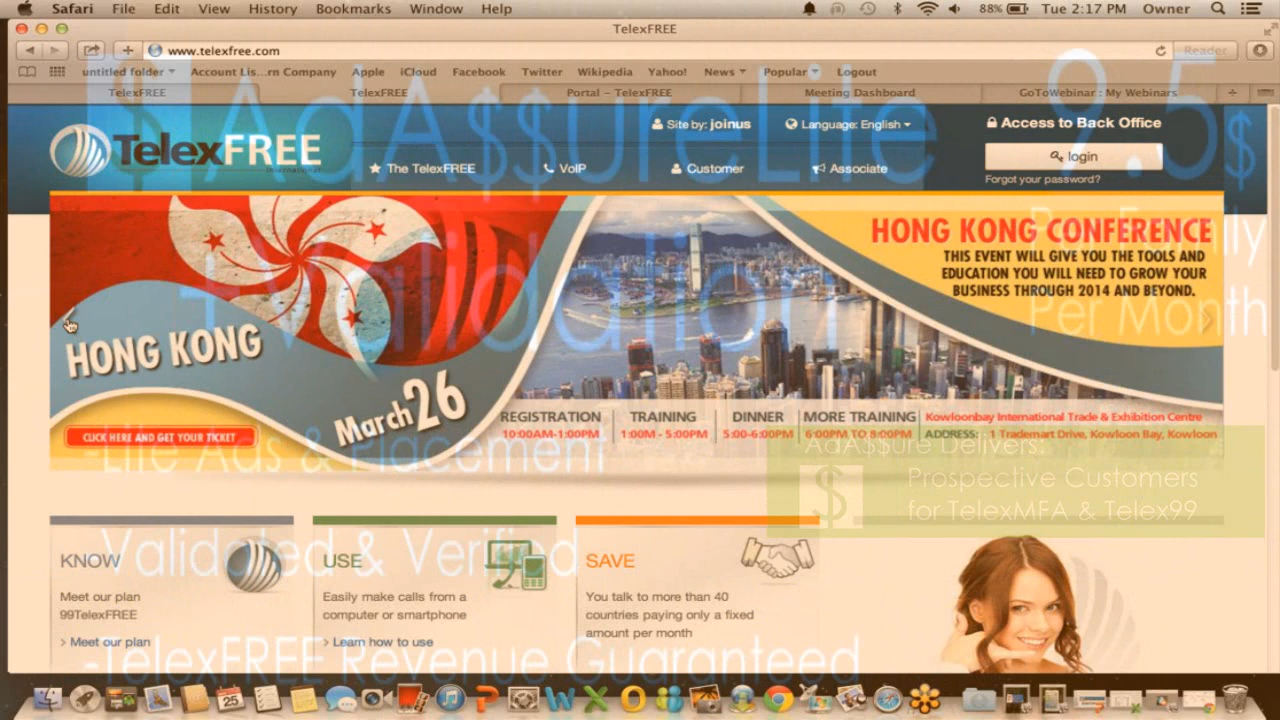 Safari File Edit View History Bookmarks Window Help 88% Tue 2:17 PM Owner
TelexFREE
www.telexfree.com Reader
untitled folder Account Lis...rn Company Apple iCloud Facebook Twitter Wikipedia Yahoo! News Popular Logout
TelexFREE TelexFREE Portal - TelexFREE Meeting Dashboard GoToWebinar : My Webinars
$ AdA$$ureLite 9.5$
Site by: joinus Language: English Access to Back Office
TelexFREE
International
login
The TelexFREE VoIP Customer Associate
Forgot your password?
HONG KONG CONFERENCE
THIS EVENT WILL GIVE YOU THE TOOLS AND
EDUCATION YOU WILL NEED TO GROW YOUR
BUSINESS THROUGH 2014 AND BEYOND.
+Validation
Per Month
HONG KONG
March 26
REGISTRATION TRAINING DINNER MORE TRAINING Kowloonbay International Trade & Exhibition Centre
10:00AM-1:00PM 1:00M - 5:00PM 5:00-6:00PM 6:00PM TO 8:00PM ADDRESS: 1 Trademart Drive, Kowloon Bay, Kowloon
CLICK HERE AND GET YOUR TICKET
-Lite Ads & Placement
AdA$$ure Delivers:
$ Prospective Customers
for TelexMFA & Telex99
Validated & Verified
KNOW USE SAVE
Meet our plan
99TelexFREE
> Meet our plan
Easily make calls from a
computer or smartphone
> Learn how to use
You talk to more than 40
countries paying only a fixed
amount per month
-TelexFREE Revenue Guaranteed